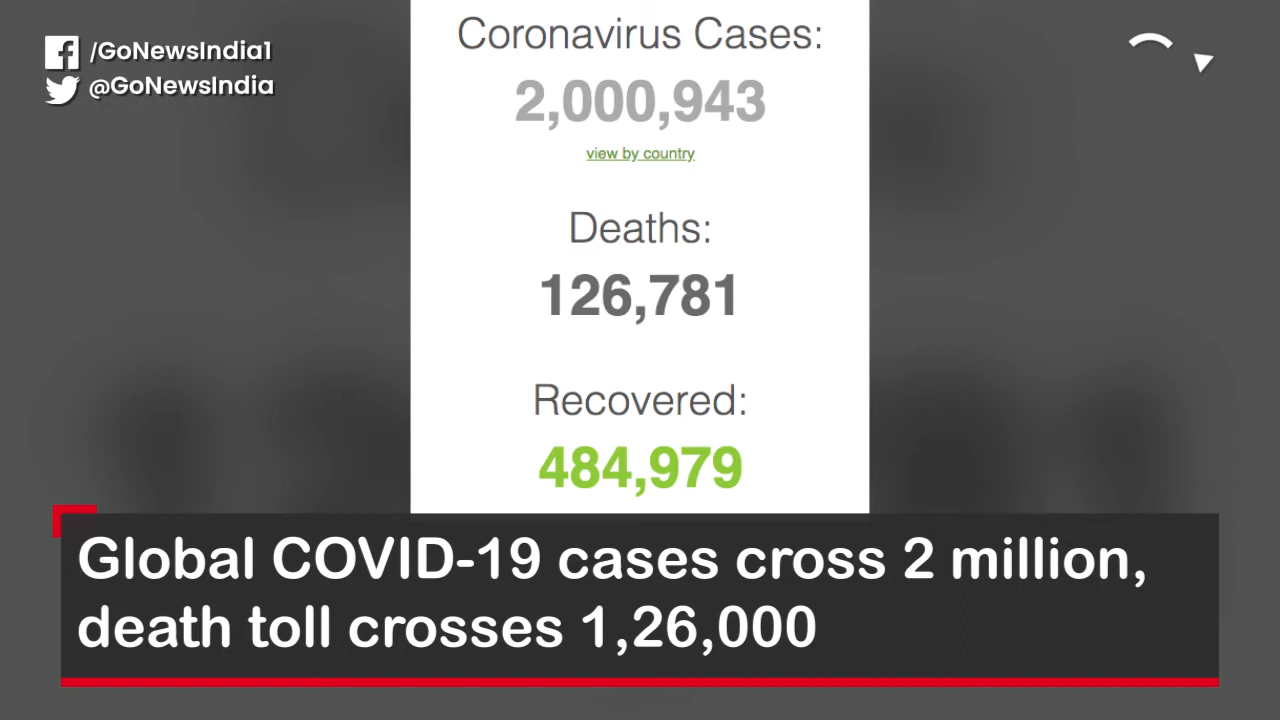 /GoNewsIndia1
@GoNewsIndia
Coronavirus Cases:
2,000,943
view by country
Deaths:
126,781
Recovered:
484,979
Global COVID-19 cases cross 2 million,
death toll crosses 1,26,000